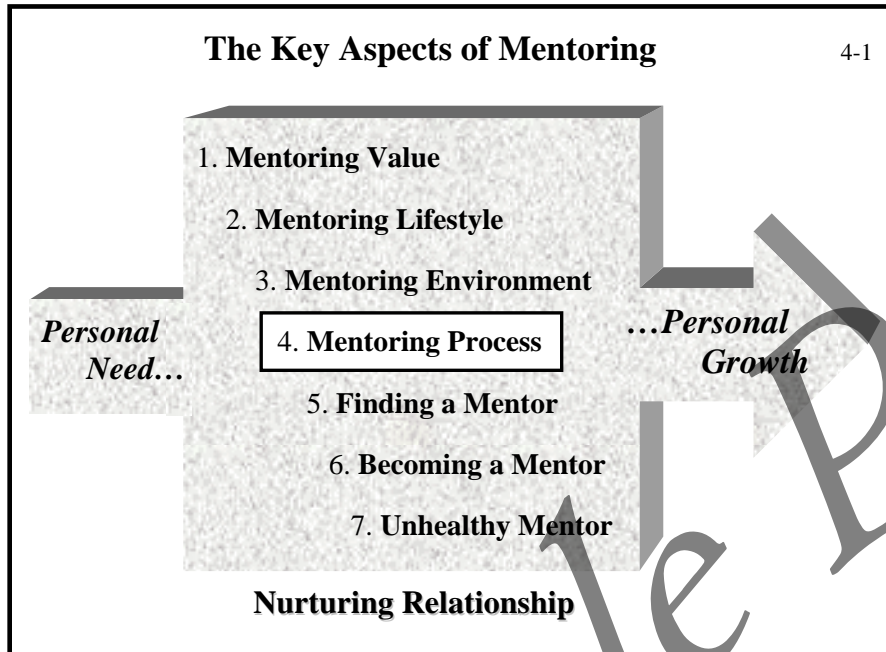 The Key Aspects of Mentoring
4-1
1. Mentoring Value
2. Mentoring Lifestyle
3. Mentoring Environment
Personal
Need…
4. Mentoring Process
…Personal
Growth
5. Finding a Mentor
6. Becoming a Mentor
7. Unhealthy Mentor
Nurturing Relationship
le P